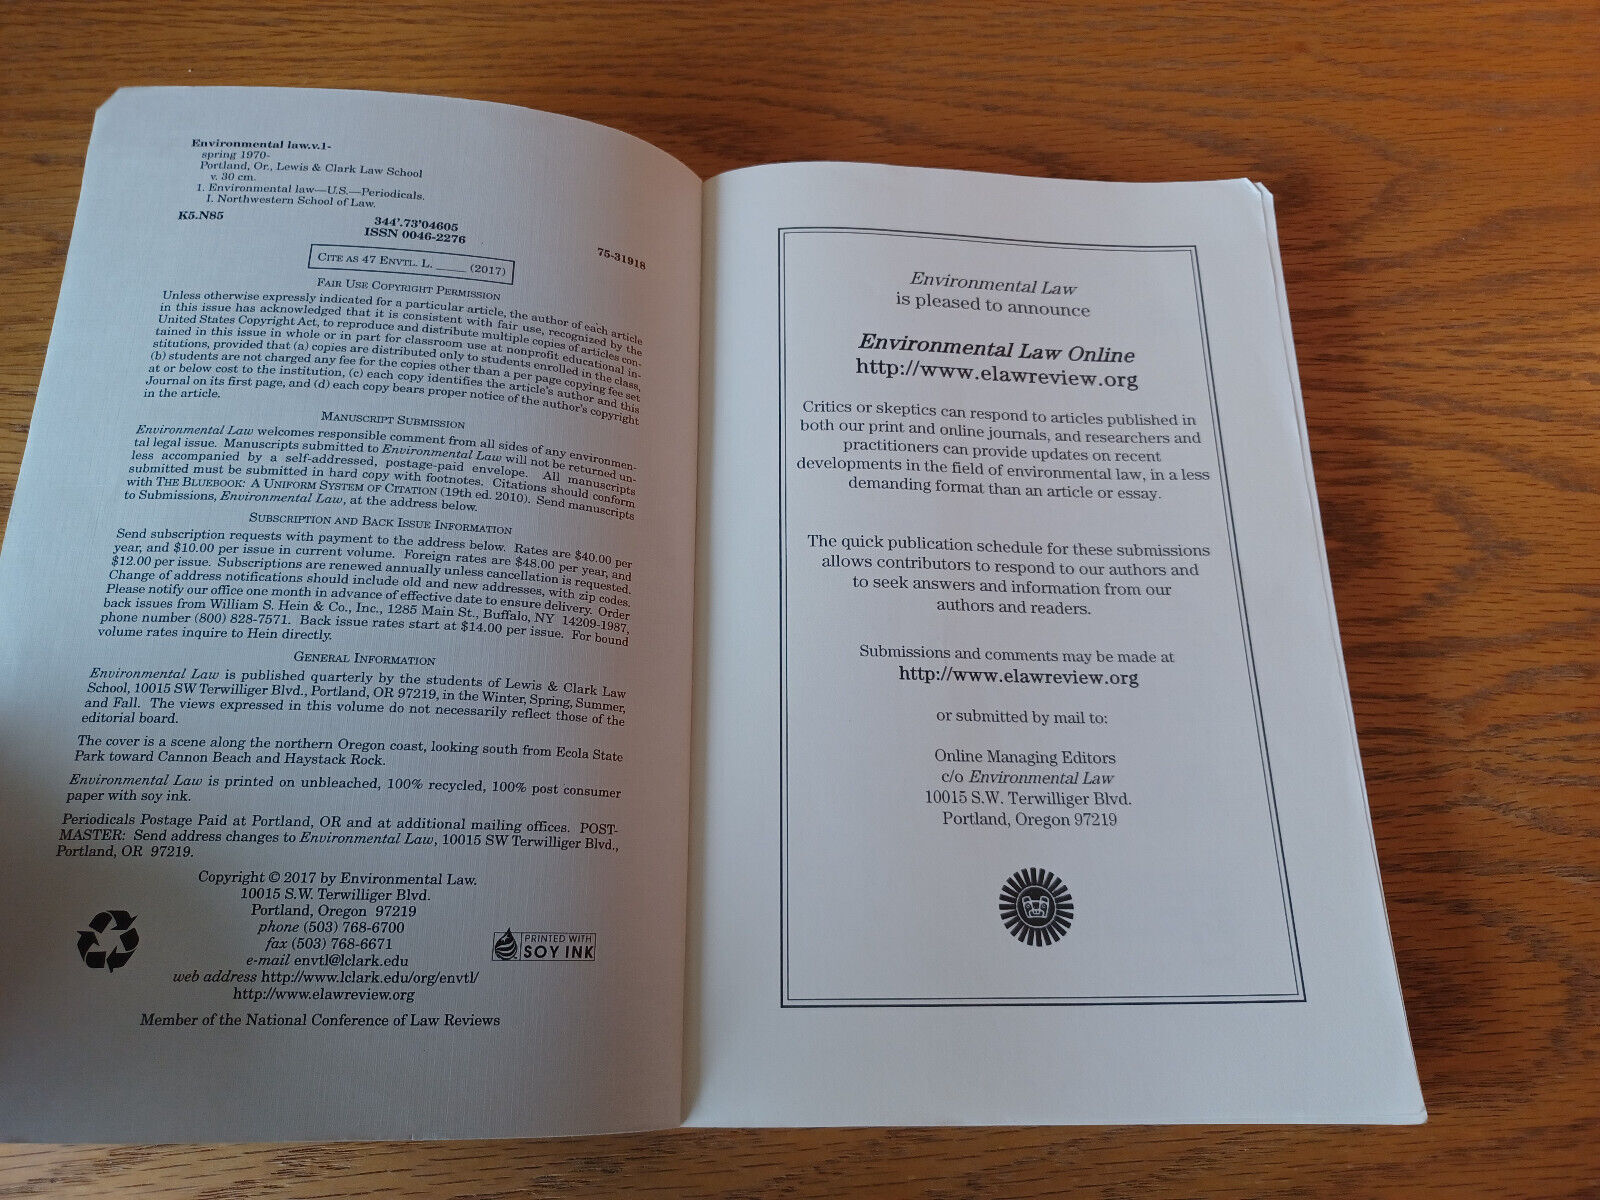 Environmental law.v.1-
spring 1970-
Portland, Or., Lewis & Clark Law School
v. 30 cm.
1. Environmental law—U.S.—Periodicals.
I. Northwestern School of Law.
K5.N85
344'.73'04605
ISSN 0046-2276
75-31918
CITE AS 47 ENVTL. L. _____ (2017)
FAIR USE COPYRIGHT PERMISSION
Unless otherwise expressly indicated for a particular article, the author of each article
in this issue has acknowledged that it is consistent with fair use, recognized by the
United States Copyright Act, to reproduce and distribute multiple copies of articles con-
tained in this issue in whole or in part for classroom use at nonprofit educational in-
stitutions, provided that (a) copies are distributed only to students enrolled in the class,
(b) students are not charged any fee for the copies other than a per page copying fee set
at or below cost to the institution, (c) each copy identifies the article's author and this
Journal on its first page, and (d) each copy bears proper notice of the author's copyright
in the article.
MANUSCRIPT SUBMISSION
Environmental Law welcomes responsible comment from all sides of any environmen-
tal legal issue. Manuscripts submitted to Environmental Law will not be returned un-
less accompanied by a self-addressed, postage-paid envelope. All manuscripts
submitted must be submitted in hard copy with footnotes. Citations should conform
with THE BLUEBOOK: A UNIFORM SYSTEM OF CITATION (19th ed. 2010). Send manuscripts
to Submissions, Environmental Law, at the address below.
SUBSCRIPTION AND BACK ISSUE INFORMATION
Send subscription requests with payment to the address below. Rates are $40.00 per
year, and $10.00 per issue in current volume. Foreign rates are $48.00 per year, and
$12.00 per issue. Subscriptions are renewed annually unless cancellation is requested.
Change of address notifications should include old and new addresses, with zip codes.
Please notify our office one month in advance of effective date to ensure delivery. Order
back issues from William S. Hein & Co., Inc., 1285 Main St., Buffalo, NY 14209-1987,
phone number (800) 828-7571. Back issue rates start at $14.00 per issue. For bound
volume rates inquire to Hein directly.
GENERAL INFORMATION
Environmental Law is published quarterly by the students of Lewis & Clark Law
School, 10015 SW Terwilliger Blvd., Portland, OR 97219, in the Winter, Spring, Summer,
and Fall. The views expressed in this volume do not necessarily reflect those of the
editorial board.
The cover is a scene along the northern Oregon coast, looking south from Ecola State
Park toward Cannon Beach and Haystack Rock.
Environmental Law is printed on unbleached, 100% recycled, 100% post consumer
paper with soy ink.
Periodicals Postage Paid at Portland, OR and at additional mailing offices. POST-
MASTER: Send address changes to Environmental Law, 10015 SW Terwilliger Blvd.,
Portland, OR 97219.
Copyright © 2017 by Environmental Law.
10015 S.W. Terwilliger Blvd.
Portland, Oregon 97219
phone (503) 768-6700
fax (503) 768-6671
e-mail envtl@lclark.edu
web address http://www.lclark.edu/org/envtl/
http://www.elawreview.org
PRINTED WITH
SOY INK
Member of the National Conference of Law Reviews
Environmental Law
is pleased to announce
Environmental Law Online
http://www.elawreview.org
Critics or skeptics can respond to articles published in
both our print and online journals, and researchers and
practitioners can provide updates on recent
developments in the field of environmental law, in a less
demanding format than an article or essay.
The quick publication schedule for these submissions
allows contributors to respond to our authors and
to seek answers and information from our
authors and readers.
Submissions and comments may be made at
http://www.elawreview.org
or submitted by mail to:
Online Managing Editors
c/o Environmental Law
10015 S.W. Terwilliger Blvd.
Portland, Oregon 97219